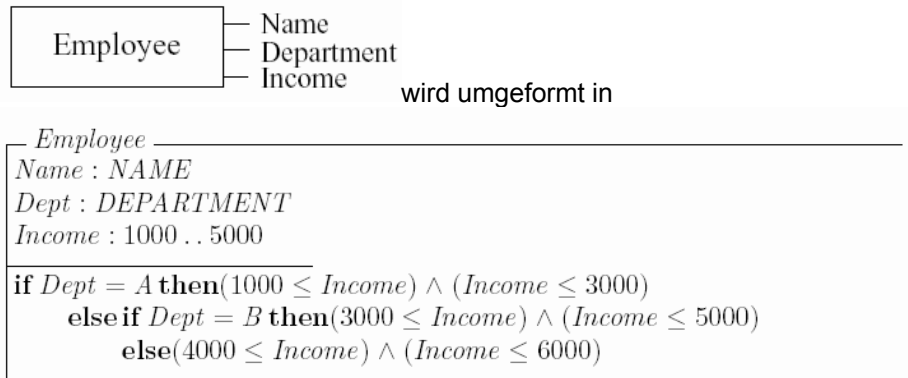 Employee
Name
Department
Income
wird umgeformt in
Employee
Name : NAME
Dept : DEPARTMENT
Income : 1000 . . 5000
if Dept = A then(1000 ≤ Income) ∧ (Income ≤ 3000)
else if Dept = B then(3000 ≤ Income) ∧ (Income ≤ 5000)
else(4000 ≤ Income) ∧ (Income ≤ 6000)